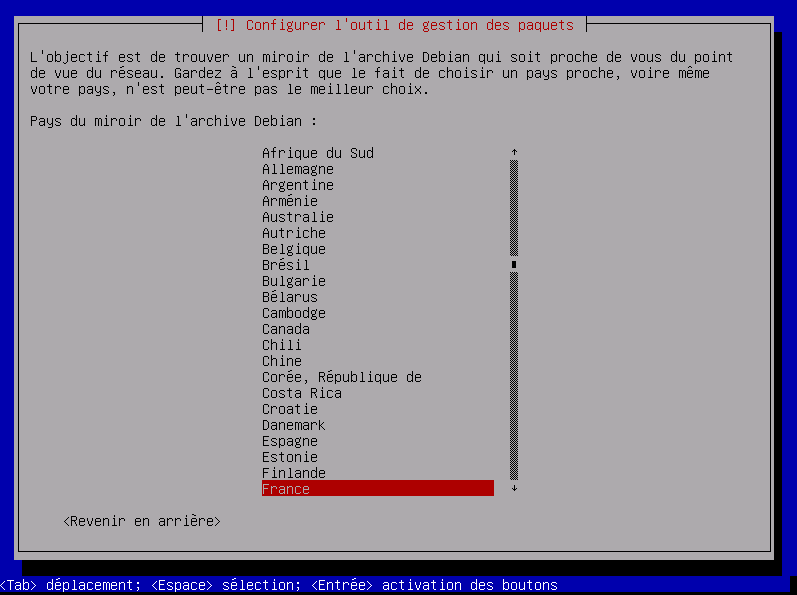 [!] Configurer l'outil de gestion des paquets
L'objectif est de trouver un miroir de l'archive Debian qui soit proche de vous du point
de vue du réseau. Gardez à l'esprit que le fait de choisir un pays proche, voire même
votre pays, n'est peut-être pas le meilleur choix.
Pays du miroir de l'archive Debian :
Afrique du Sud
Allemagne
Argentine
Arménie
Australie
Autriche
Belgique
Brésil
Bulgarie
Bélarus
Cambodge
Canada
Chili
Chine
Corée, République de
Costa Rica
Croatie
Danemark
Espagne
Estonie
Finlande
France
<Revenir en arrière>
<Tab> déplacement; <Espace> sélection; <Entrée> activation des boutons